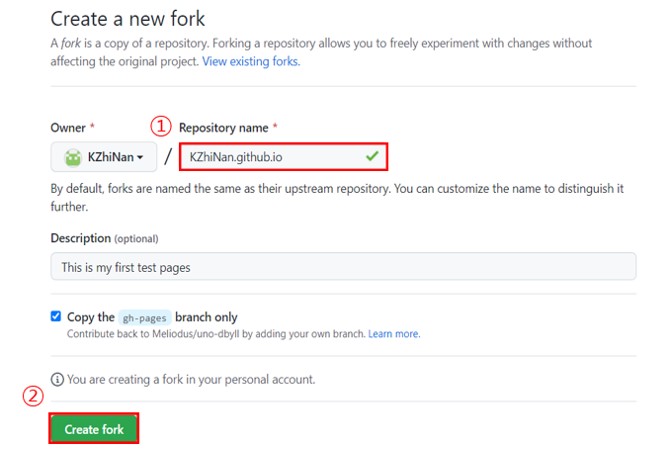 Create a new fork
A fork is a copy of a repository. Forking a repository allows you to freely experiment with changes without
affecting the original project. View existing forks.
Owner * ① Repository name *
KZhiNan / KZhiNan.github.io
By default, forks are named the same as their upstream repository. You can customize the name to distinguish it
further.
Description (optional)
This is my first test pages
Copy the gh-pages branch only
Contribute back to Meliodus/uno-dbyll by adding your own branch. Learn more.
You are creating a fork in your personal account.
②
Create fork